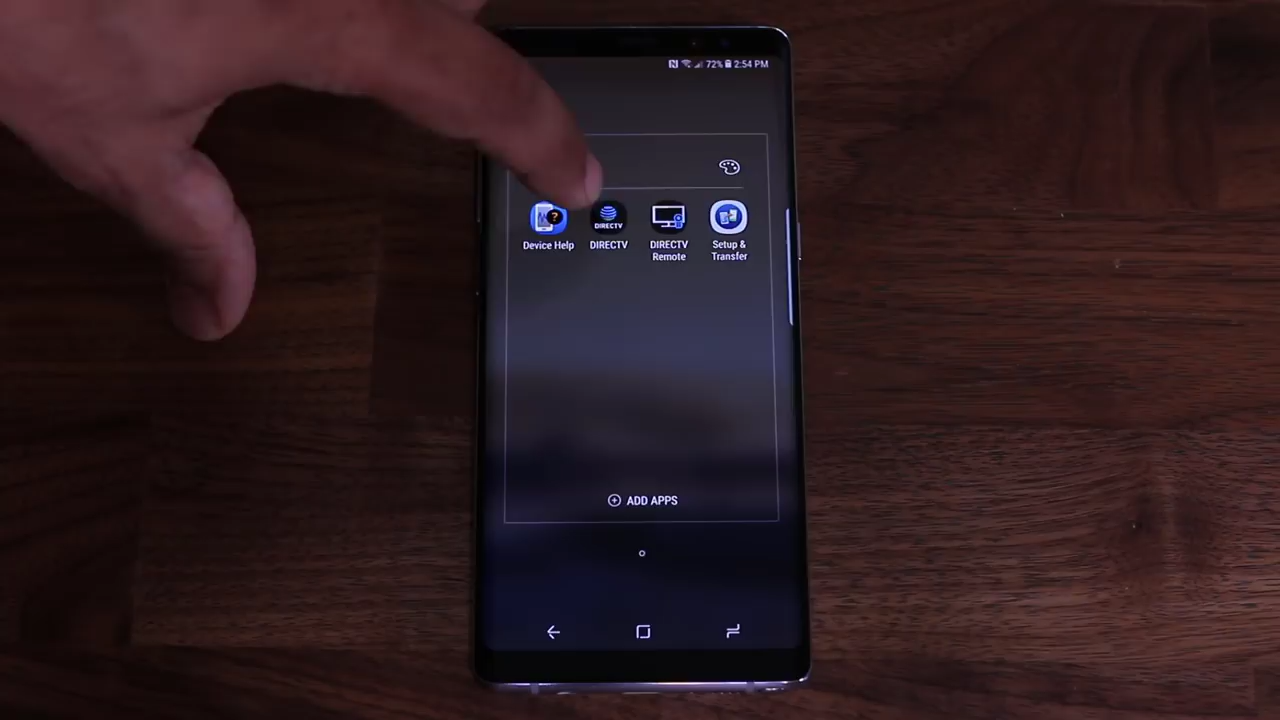 72% 2:54 PM
?
DIRECTV
Device Help
DIRECTV
DIRECTV
Remote
Setup &
Transfer
ADD APPS